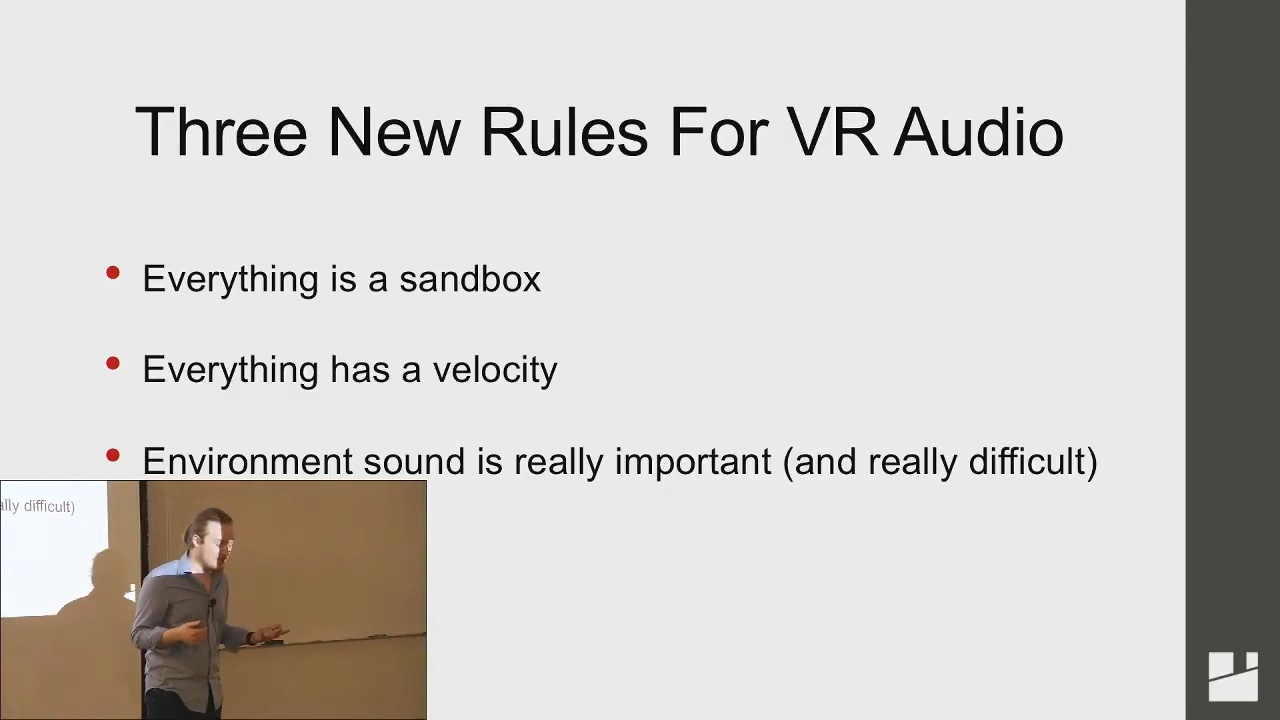 Three New Rules For VR Audio
Everything is a sandbox
Everything has a velocity
Environment sound is really important (and really difficult)
ally difficult)